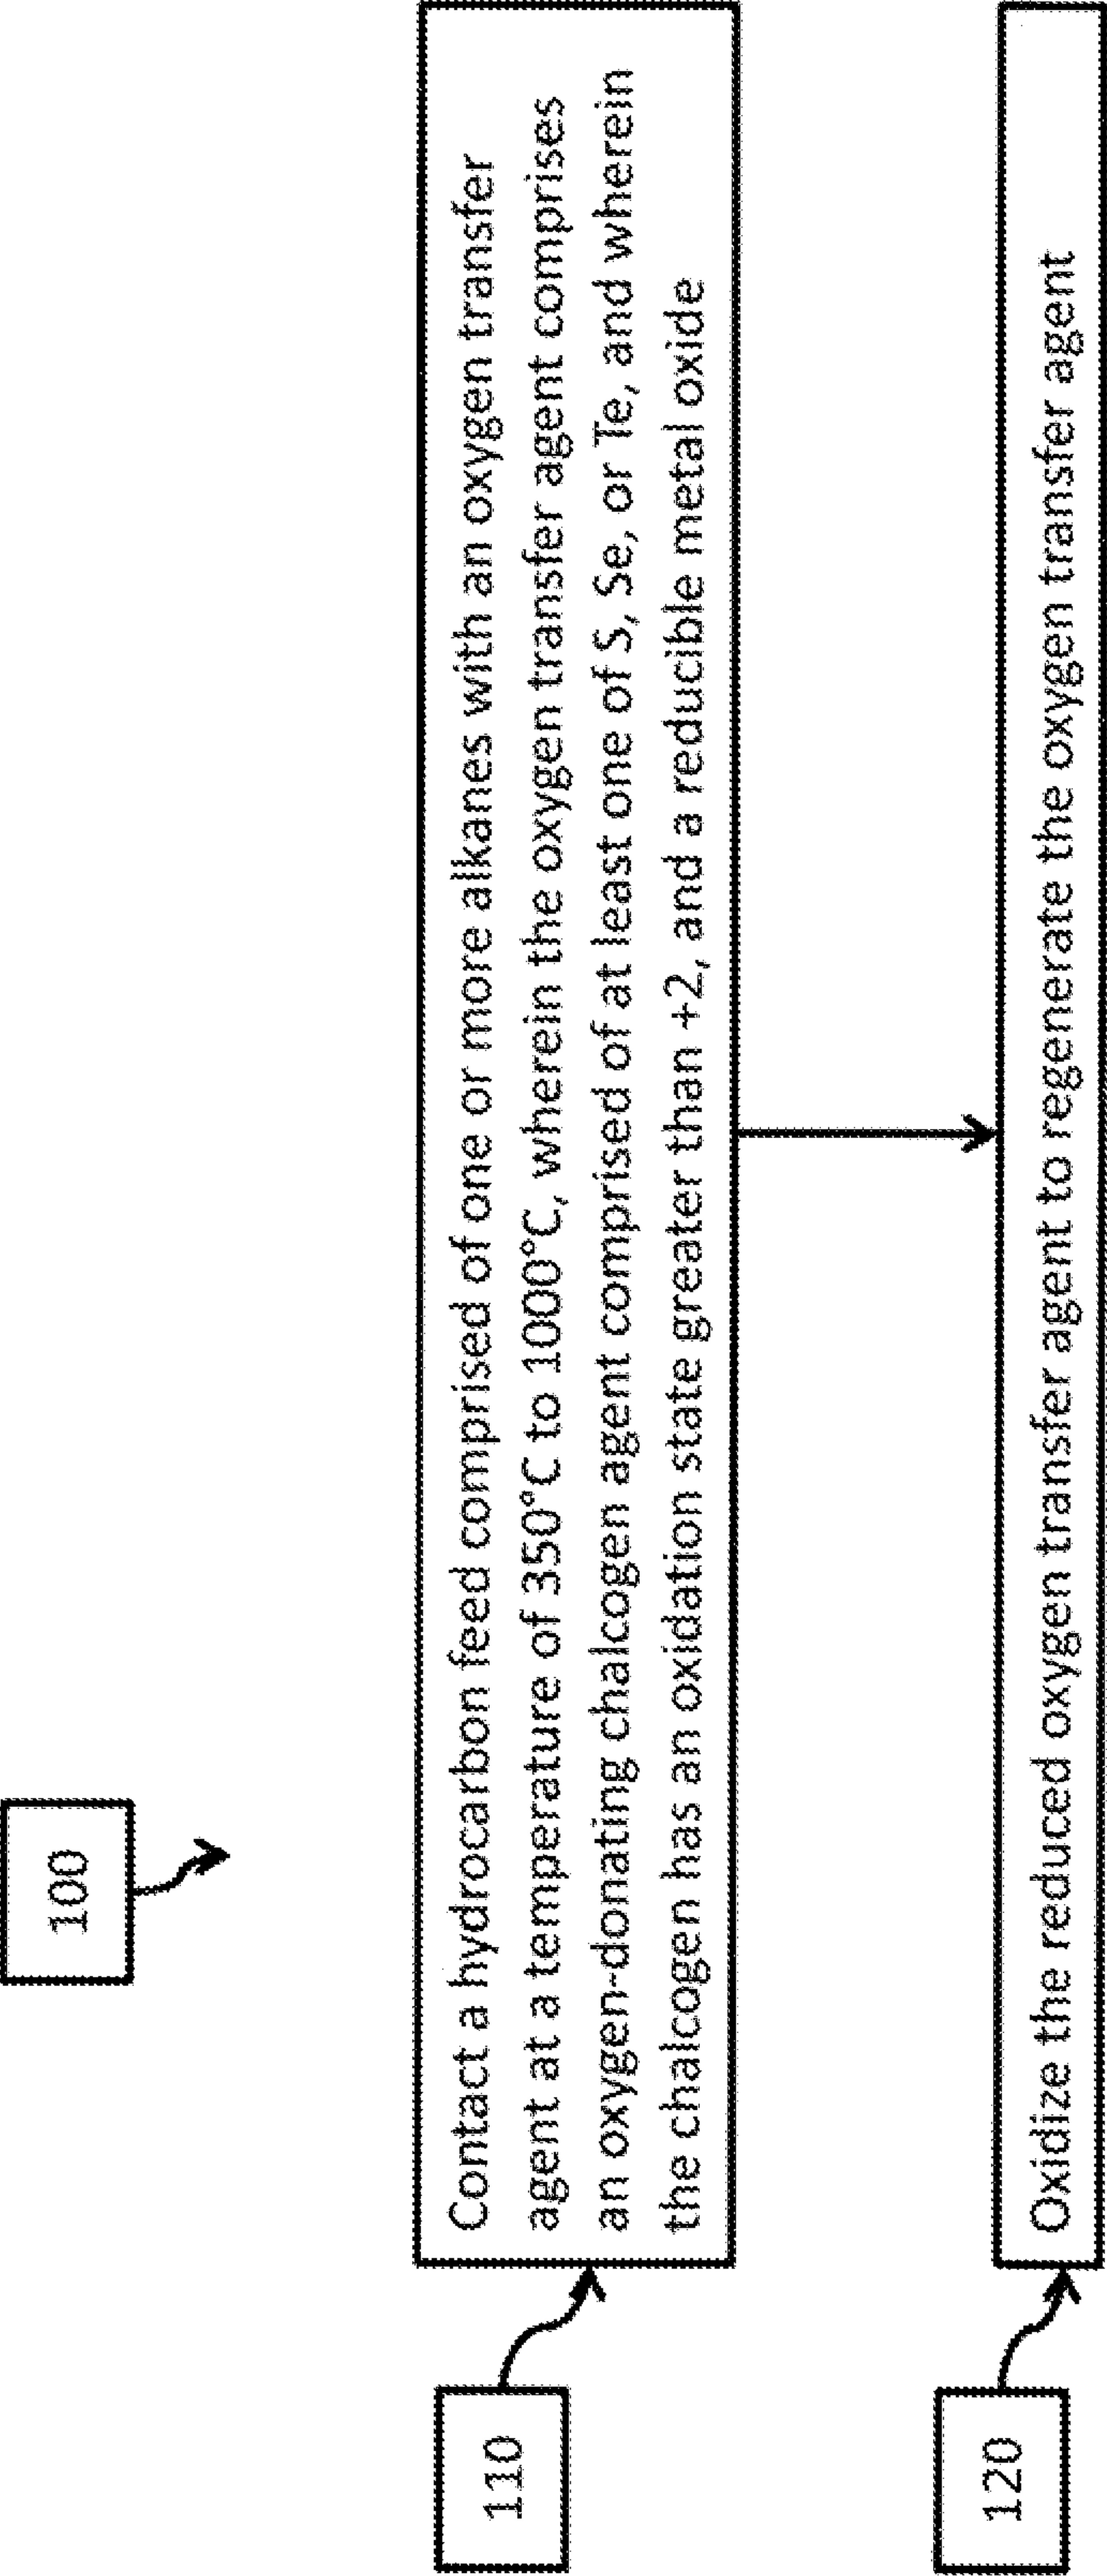 100
110
Contact a hydrocarbon feed comprised of one or more alkanes with an oxygen transfer
agent at a temperature of 350°C to 1000°C, wherein the oxygen transfer agent comprises
an oxygen-donating chalcogen agent comprised of at least one of S, Se, or Te, and wherein
the chalcogen has an oxidation state greater than +2, and a reducible metal oxide
120
Oxidize the reduced oxygen transfer agent to regenerate the oxygen transfer agent